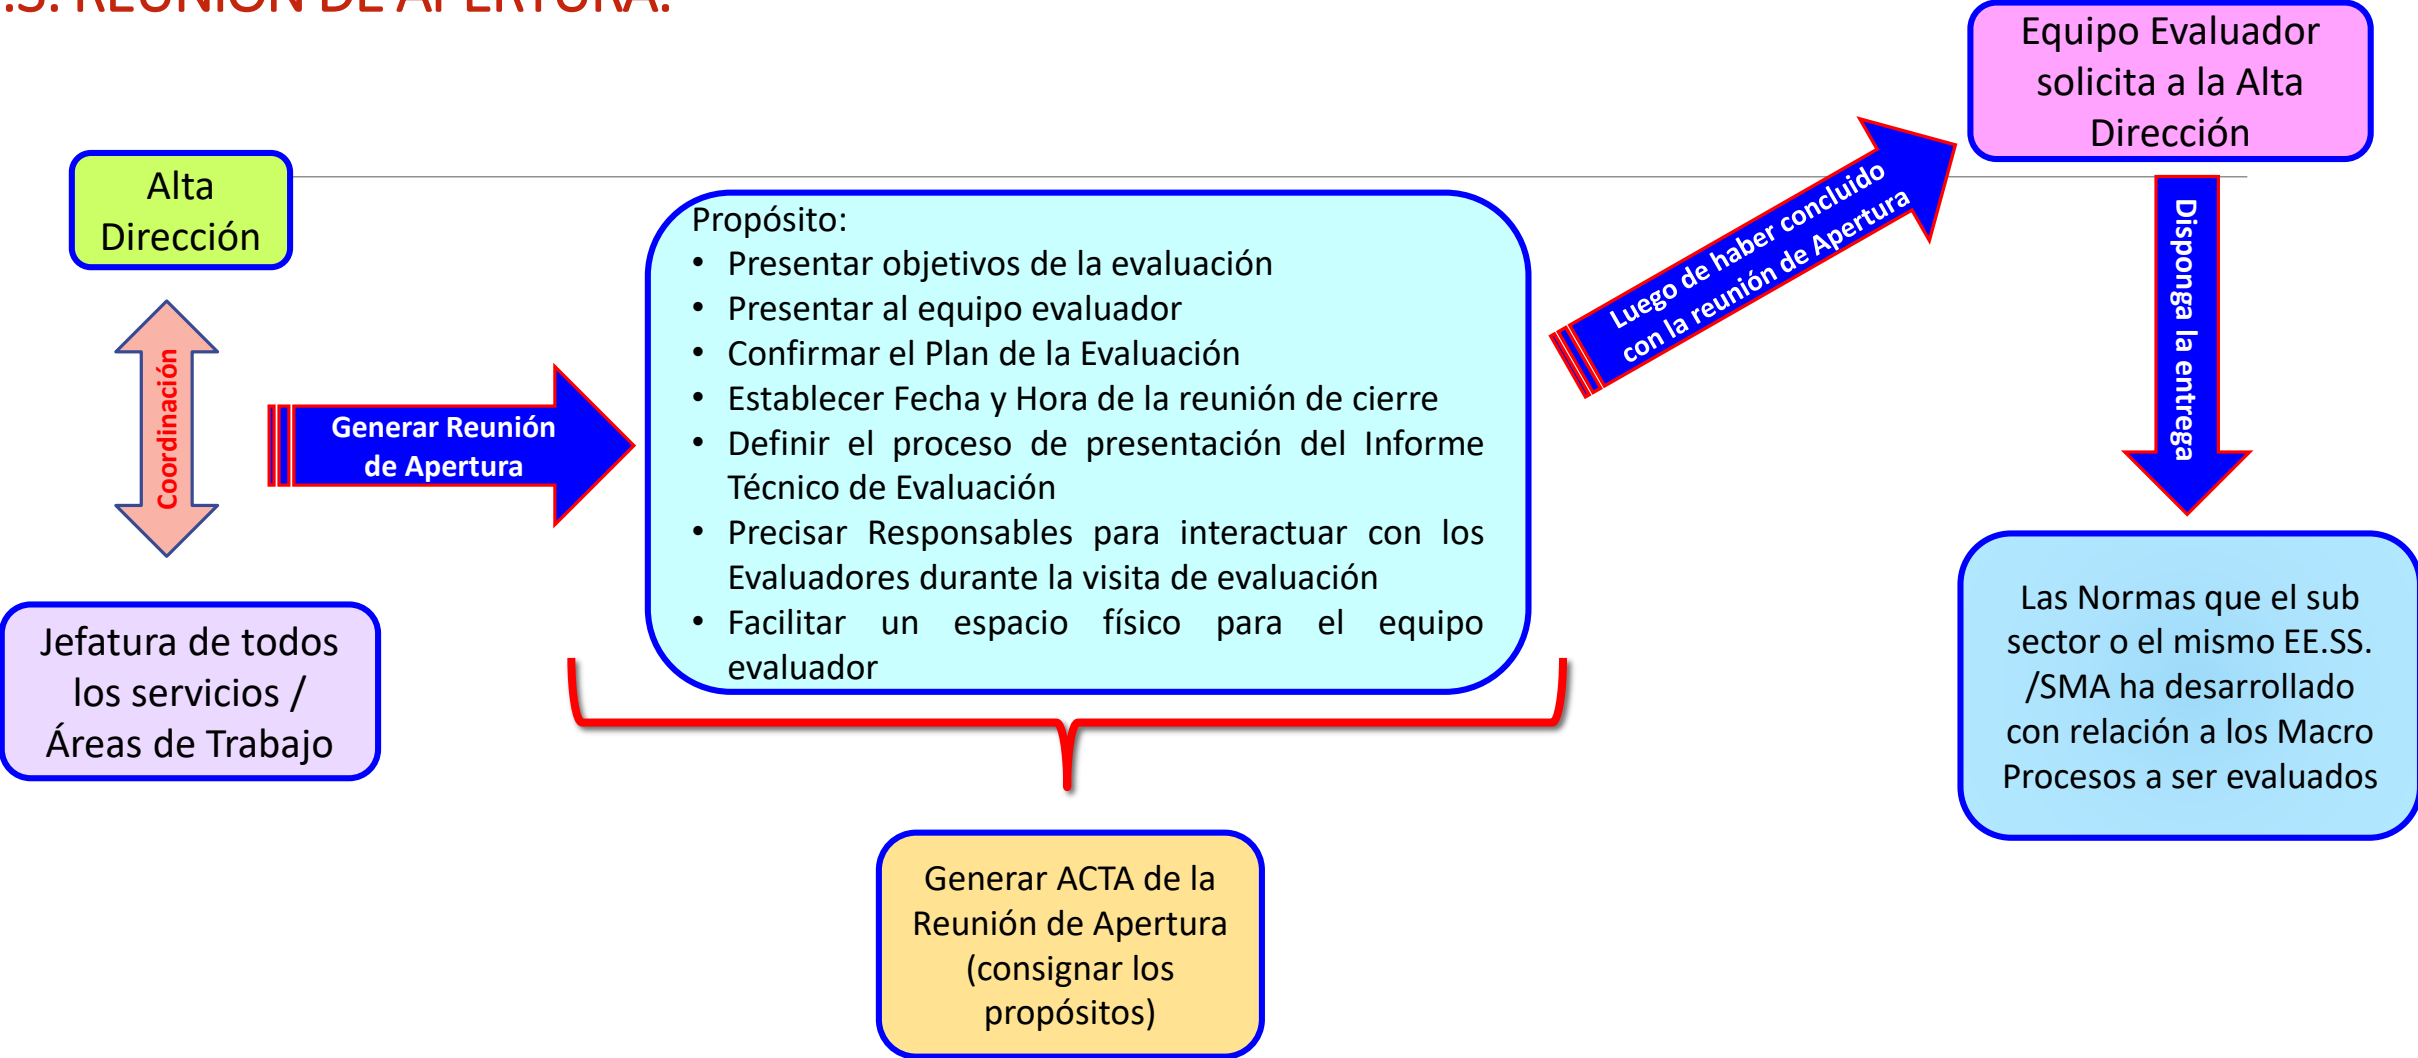 .3. REUNIÓN DE APERTURA.
Equipo Evaluador
solicita a la Alta
Dirección
Alta
Dirección
Coordinación
Jefatura de todos
los servicios /
Áreas de Trabajo
Generar Reunión
de Apertura
Propósito:
• Presentar objetivos de la evaluación
• Presentar al equipo evaluador
• Confirmar el Plan de la Evaluación
• Establecer Fecha y Hora de la reunión de cierre
• Definir el proceso de presentación del Informe
Técnico de Evaluación
• Precisar Responsables para interactuar con los
Evaluadores durante la visita de evaluación
• Facilitar un espacio físico para el equipo
evaluador
Luego de haber concluido
con la reunión de Apertura
Disponga la entrega
Las Normas que el sub
sector o el mismo EE.SS.
/SMA ha desarrollado
con relación a los Macro
Procesos a ser evaluados
Generar ACTA de la
Reunión de Apertura
(consignar los
propósitos)